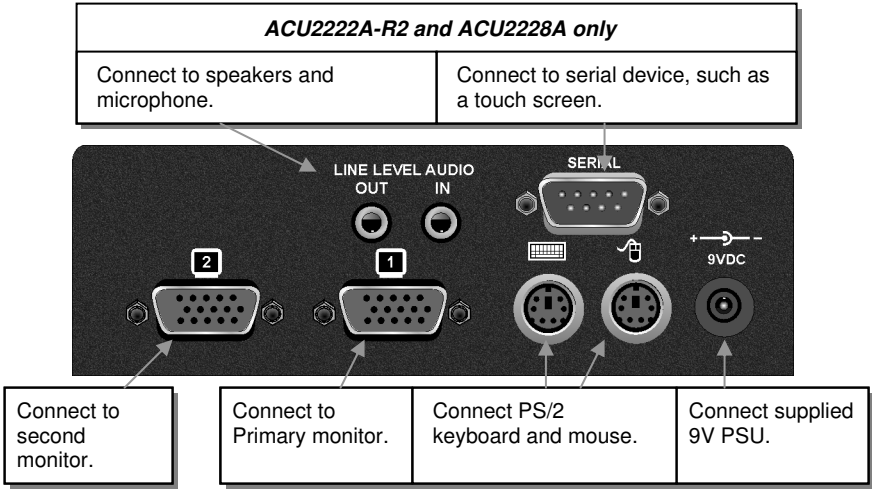 ACU2222A-R2 and ACU2228A only
Connect to speakers and
microphone.
Connect to serial device, such as
a touch screen.
LINE LEVEL AUDIO
OUT IN
SERIAL
2
1
+ -
9VDC
Connect to
second
monitor.
Connect to
Primary monitor.
Connect PS/2
keyboard and mouse.
Connect supplied
9V PSU.